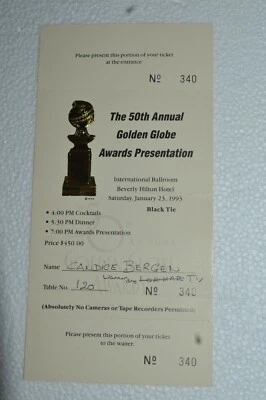 Please present this portion of your ticket
at the entrance
Nº 340
The 50th Annual
Golden Globe
Awards Presentation
International Ballroom
Beverly Hilton Hotel
Saturday, January 23, 1993
Black Tie
• 4:00 PM Cocktails
• 5:30 PM Dinner
• 7:00 PM Awards Presentation
Price $450.00
Name CANDICE BERGEN
Table No. 120
Nº 340
(Absolutely No Cameras or Tape Recorders Permitted)
Please present this portion of your ticket
to the waiter.
Nº 340